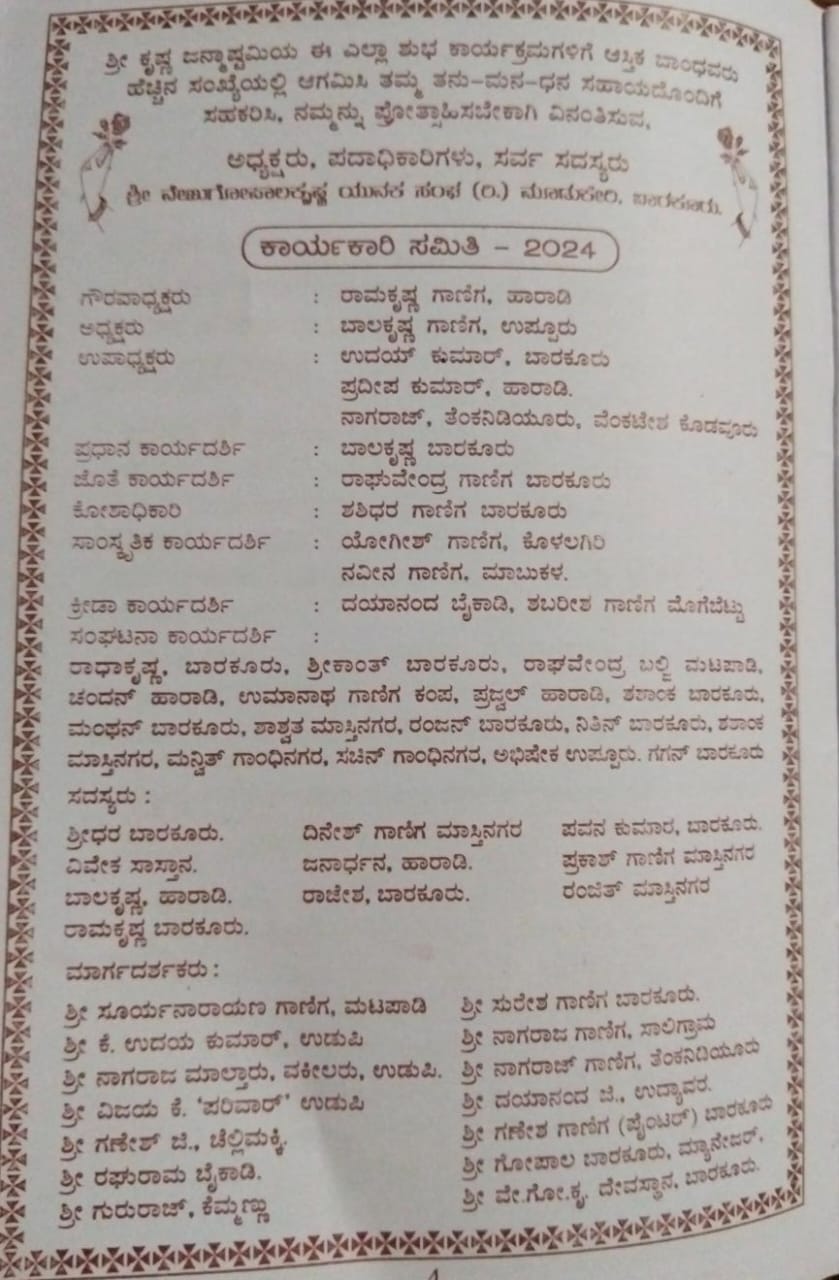 ಶ್ರೀ ಕೃಷ್ಣ ಜನ್ಮಾಷ್ಟಮಿಯ ಈ ಎಲ್ಲಾ ಶುಭ ಕಾರ್ಯಕ್ರಮಗಳಿಗೆ ಆಸ್ತಿಕ ಬಾಂಧವರು
ಹೆಚ್ಚಿನ ಸಂಖ್ಯೆಯಲ್ಲಿ ಆಗಮಿಸಿ ತಮ್ಮ ತನು-ಮನ-ಧನ ಸಹಾಯದೊಂದಿಗೆ
ಸಹಕರಿಸಿ, ನಮ್ಮನ್ನು ಪ್ರೋತ್ಸಾಹಿಸಬೇಕಾಗಿ ವಿನಂತಿಸುವ,
ಅಧ್ಯಕ್ಷರು, ಪದಾಧಿಕಾರಿಗಳು, ಸರ್ವ ಸದಸ್ಯರು
ಶ್ರೀ ವೇಣುಗೋಪಾಲಕೃಷ್ಣ ಯುವಕ ಸಂಘ (ರಿ.) ಮೂಡುಕೇರಿ, ಬಾರಕೂರು.
ಕಾರ್ಯಕಾರಿ ಸಮಿತಿ - 2024
ಗೌರವಾಧ್ಯಕ್ಷರು : ರಾಮಕೃಷ್ಣ ಗಾಣಿಗ, ಹಾರಾಡಿ
ಅಧ್ಯಕ್ಷರು : ಬಾಲಕೃಷ್ಣ ಗಾಣಿಗ, ಉಪ್ಪೂರು
ಉಪಾಧ್ಯಕ್ಷರು : ಉದಯ್ ಕುಮಾರ್, ಬಾರಕೂರು
ಪ್ರದೀಪ ಕುಮಾರ್, ಹಾರಾಡಿ.
ನಾಗರಾಜ್, ತೆಂಕನಿಡಿಯೂರು, ವೆಂಕಟೇಶ ಕೊಡವೂರು
ಪ್ರಧಾನ ಕಾರ್ಯದರ್ಶಿ : ಬಾಲಕೃಷ್ಣ ಬಾರಕೂರು
ಜೊತೆ ಕಾರ್ಯದರ್ಶಿ : ರಾಘುವೇಂದ್ರ ಗಾಣಿಗ ಬಾರಕೂರು
ಕೋಶಾಧಿಕಾರಿ : ಶಶಿಧರ ಗಾಣಿಗ ಬಾರಕೂರು
ಸಾಂಸ್ಕೃತಿಕ ಕಾರ್ಯದರ್ಶಿ : ಯೋಗೀಶ್ ಗಾಣಿಗ, ಕೊಳಲಗಿರಿ
ನವೀನ ಗಾಣಿಗ, ಮಾಬುಕಳ.
ಕ್ರೀಡಾ ಕಾರ್ಯದರ್ಶಿ : ದಯಾನಂದ ಬೈಕಾಡಿ, ಶಬರೀಶ ಗಾಣಿಗ ಮೊಗೆಬೆಟ್ಟು
ಸಂಘಟನಾ ಕಾರ್ಯದರ್ಶಿ :
ರಾಧಾಕೃಷ್ಣ, ಬಾರಕೂರು, ಶ್ರೀಕಾಂತ್ ಬಾರಕೂರು, ರಾಘವೇಂದ್ರ ಬಲ್ಜಿ ಮಟಪಾಡಿ,
ಚಂದನ್ ಹಾರಾಡಿ, ಉಮಾನಾಥ ಗಾಣಿಗ ಕಂಪ, ಪ್ರಜ್ವಲ್ ಹಾರಾಡಿ, ಶಶಾಂಕ ಬಾರಕೂರು,
ಮಂಥನ್ ಬಾರಕೂರು, ಶಾಶ್ವತ ಮಾಸ್ತಿನಗರ, ರಂಜನ್ ಬಾರಕೂರು, ನಿತಿನ್ ಬಾರಕೂರು, ಶಶಾಂಕ
ಮಾಸ್ತಿನಗರ, ಮನ್ವಿತ್ ಗಾಂಧಿನಗರ, ಸಚಿನ್ ಗಾಂಧಿನಗರ, ಅಭಿಷೇಕ ಉಪ್ಪೂರು. ಗಗನ್ ಬಾರಕೂರು
ಸದಸ್ಯರು :
ಶ್ರೀಧರ ಬಾರಕೂರು. ದಿನೇಶ್ ಗಾಣಿಗ ಮಾಸ್ತಿನಗರ ಪವನ ಕುಮಾರ, ಬಾರಕೂರು.
ವಿವೇಕ ಸಾಸ್ತಾನ. ಜನಾರ್ಧನ, ಹಾರಾಡಿ. ಪ್ರಕಾಶ್ ಗಾಣಿಗ ಮಾಸ್ತಿನಗರ
ಬಾಲಕೃಷ್ಣ, ಹಾರಾಡಿ. ರಾಜೇಶ, ಬಾರಕೂರು. ರಂಜಿತ್ ಮಾಸ್ತಿನಗರ
ರಾಮಕೃಷ್ಣ ಬಾರಕೂರು.
ಮಾರ್ಗದರ್ಶಕರು :
ಶ್ರೀ ಸೂರ್ಯನಾರಾಯಣ ಗಾಣಿಗ, ಮಟಪಾಡಿ ಶ್ರೀ ಸುರೇಶ ಗಾಣಿಗ ಬಾರಕೂರು.
ಶ್ರೀ ಕೆ. ಉದಯ ಕುಮಾರ್, ಉಡುಪಿ ಶ್ರೀ ನಾಗರಾಜ ಗಾಣಿಗ, ಸಾಲಿಗ್ರಾಮ
ಶ್ರೀ ನಾಗರಾಜ ಮಾಲ್ತಾರು, ವಕೀಲರು, ಉಡುಪಿ. ಶ್ರೀ ನಾಗರಾಜ್ ಗಾಣಿಗ, ತೆಂಕನಿಡಿಯೂರು
ಶ್ರೀ ವಿಜಯ ಕೆ. 'ಪರಿವಾರ್' ಉಡುಪಿ ಶ್ರೀ ದಯಾನಂದ ಜಿ., ಉದ್ಯಾವರ.
ಶ್ರೀ ಗಣೇಶ್ ಜಿ., ಚೆಲ್ಲಿಮಕ್ಕಿ. ಶ್ರೀ ಗಣೇಶ ಗಾಣಿಗ (ಪೈಂಟರ್) ಬಾರಕೂರು
ಶ್ರೀ ರಘುರಾಮ ಬೈಕಾಡಿ. ಶ್ರೀ ಗೋಪಾಲ ಬಾರಕೂರು, ಮ್ಯಾನೇಜರ್,
ಶ್ರೀ ಗುರುರಾಜ್, ಕೆಮ್ಮಣ್ಣು ಶ್ರೀ ವೇ.ಗೋ.ಕೃ. ದೇವಸ್ಥಾನ, ಬಾರಕೂರು.
4